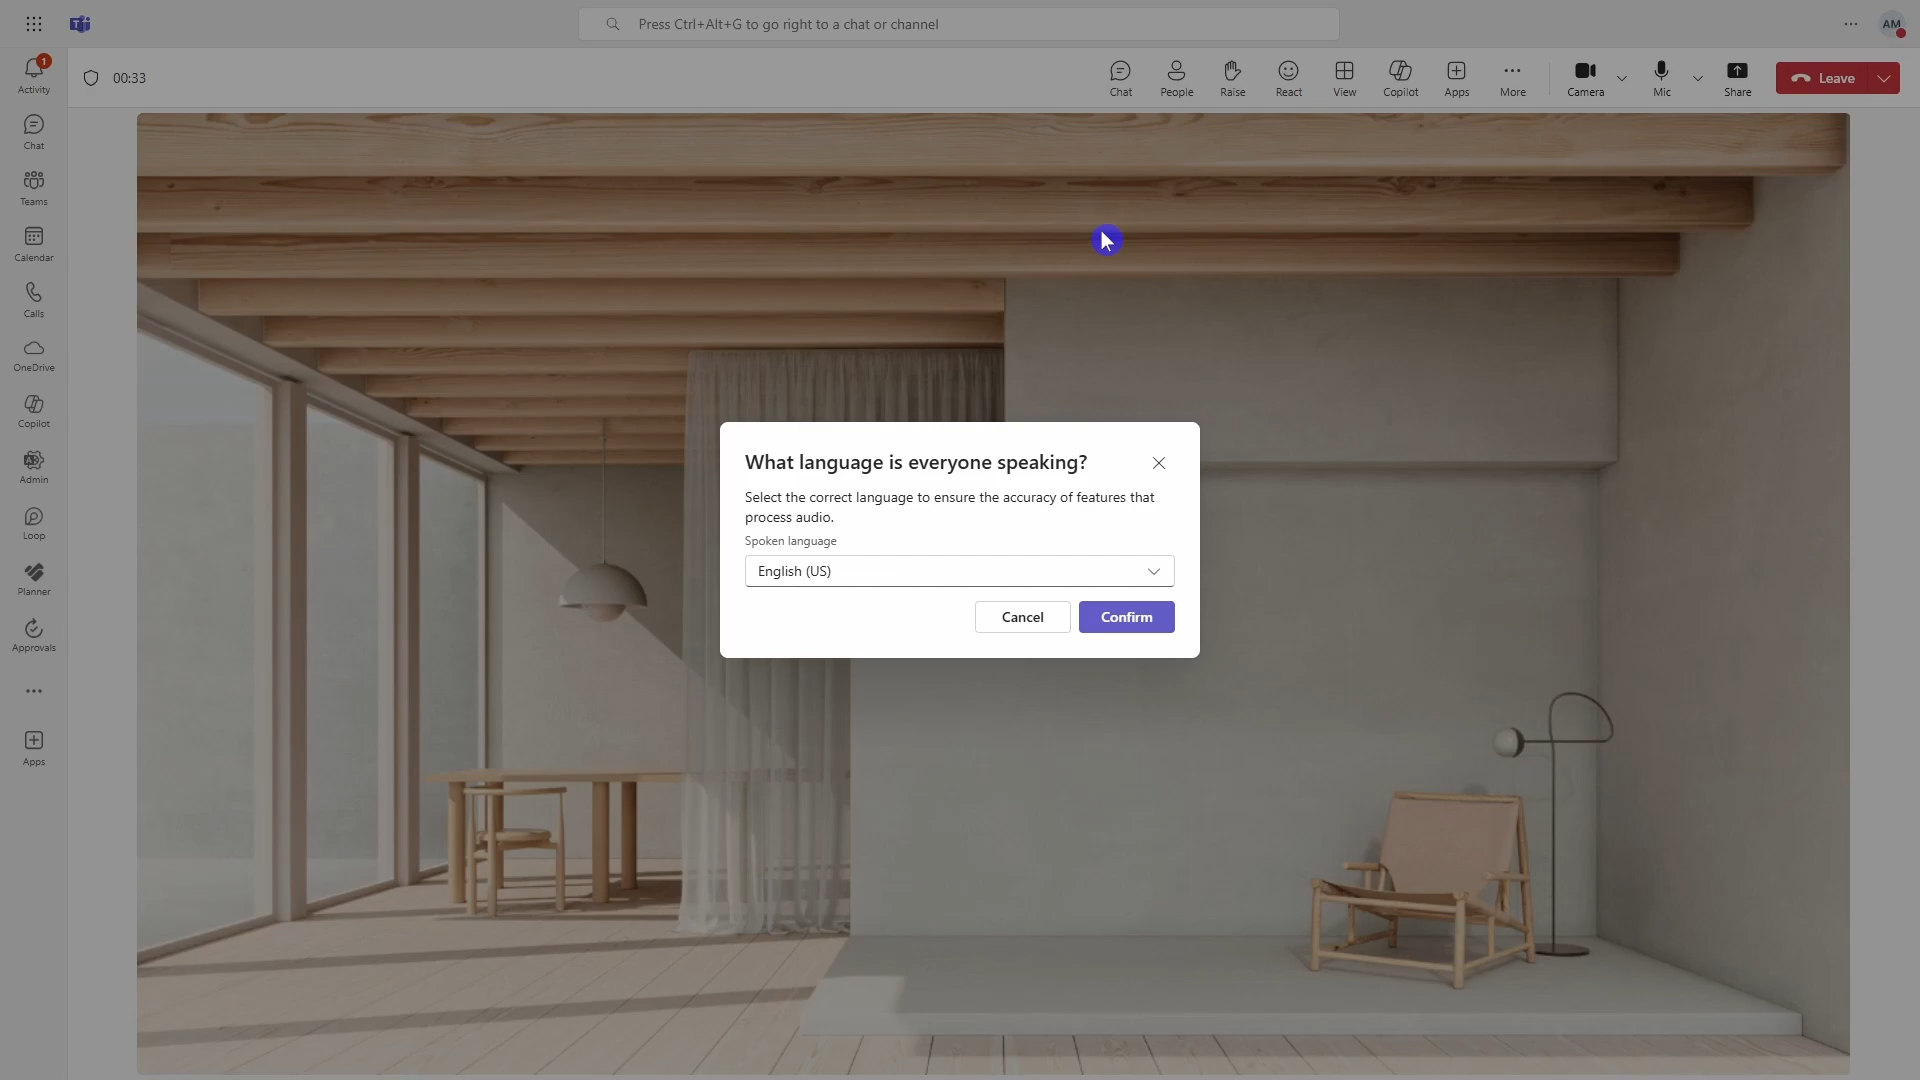 Press Ctrl+Alt+G to go right to a chat or channel
AM
1
Activity
Chat
Teams
Calendar
Calls
OneDrive
Copilot
Admin
Loop
Planner
Approvals
Apps
00:33
Chat
People
Raise
React
View
Copilot
Apps
More
Camera
Mic
Share
Leave
What language is everyone speaking?
Select the correct language to ensure the accuracy of features that
process audio.
Spoken language
English (US)
Cancel
Confirm